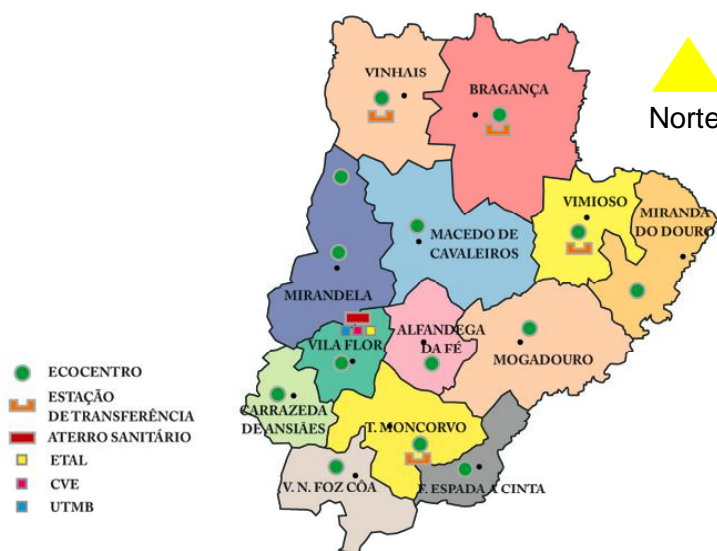 VINHAIS
BRAGANÇA
Norte
VIMIOSO
MIRANDA
DO DOURO
MACEDO DE
CAVALEIROS
MIRANDELA
ALFANDEGA
DA FÉ
VILA FLOR
MOGADOURO
CARRAZEDA
DE ANSIÃES
T. MONCORVO
V. N. FOZ CÔA
F. ESPADA À CINTA
ECOCENTRO
ESTAÇÃO
DE TRANSFERÊNCIA
ATERRO SANITÁRIO
ETAL
CVE
UTMB